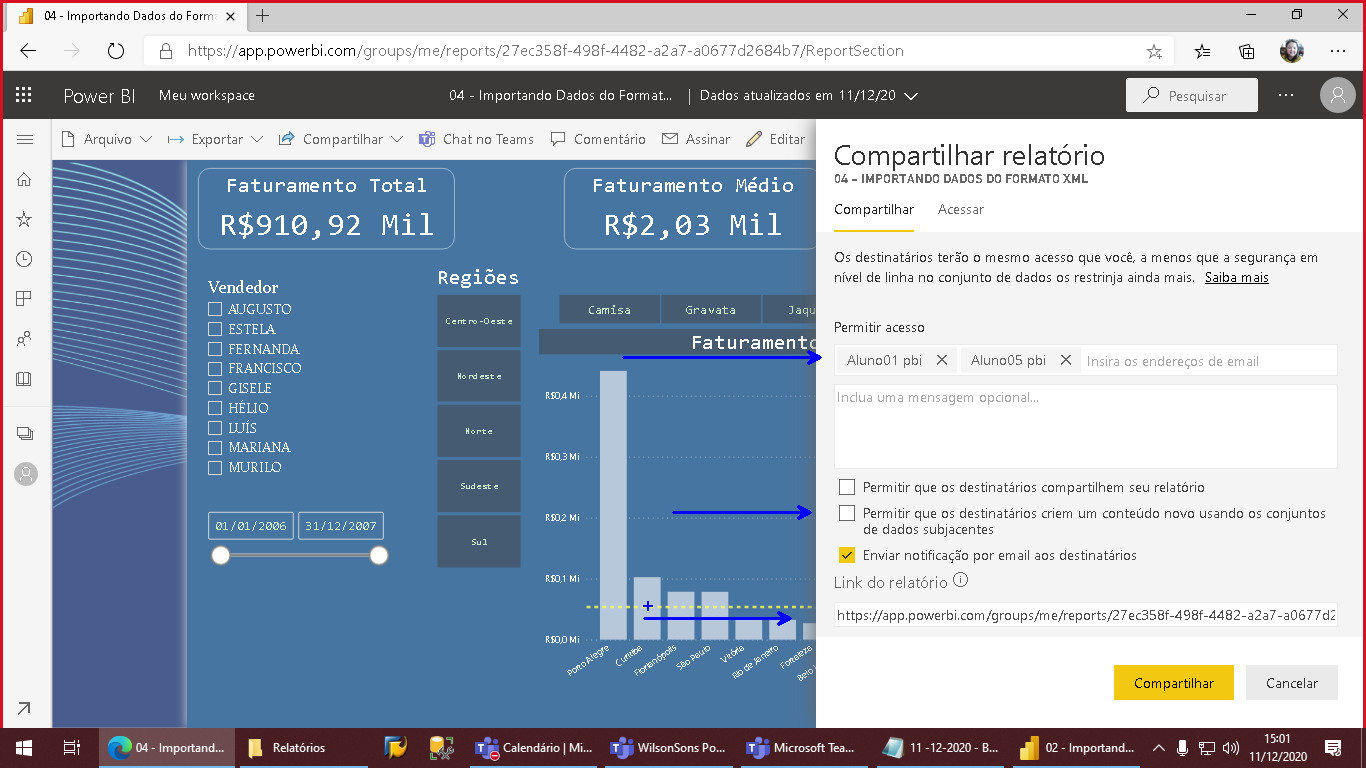 04 - Importando Dados do Forma
https://app.powerbi.com/groups/me/reports/27ec358f-498f-4482-a2a7-a0677d2684b7/ReportSection
Power BI Meu workspace 04 - Importando Dados do Format... | Dados atualizados em 11/12/20 Pesquisar
Arquivo Exportar Compartilhar Chat no Teams Comentário Assinar Editar
Faturamento Total
R$910,92 Mil
Faturamento Médio
R$2,03 Mil
Vendedor
AUGUSTO
ESTELA
FERNANDA
FRANCISCO
GISELE
HÉLIO
LUÍS
MARIANA
MURILO
01/01/2006 31/12/2007
Regiões
Centro-Oeste
Nordeste
Norte
Sudeste
Sul
Camisa Gravata Jaqu
Faturamento
R$0,4 Mi
R$0,3 Mi
R$0,2 Mi
R$0,1 Mi
R$0,0 Mi
Porto Alegre
Curitiba
Florianópolis
São Paulo
Vitória
Rio de Janeiro
Fortaleza
Belo
Compartilhar relatório
04 - IMPORTANDO DADOS DO FORMATO XML
Compartilhar Acessar
Os destinatários terão o mesmo acesso que você, a menos que a segurança em
nível de linha no conjunto de dados os restrinja ainda mais. Saiba mais
Permitir acesso
Aluno01 pbi Aluno05 pbi Insira os endereços de email
Inclua uma mensagem opcional...
Permitir que os destinatários compartilhem seu relatório
Permitir que os destinatários criem um conteúdo novo usando os conjuntos
de dados subjacentes
Enviar notificação por email aos destinatários
Link do relatório
https://app.powerbi.com/groups/me/reports/27ec358f-498f-4482-a2a7-a0677d2
Compartilhar Cancelar
04 - Importand... Relatórios Calendário | Mi... WilsonSons Po... Microsoft Tea... 11 -12-2020 - B... 02 - Importand...
15:01
11/12/2020